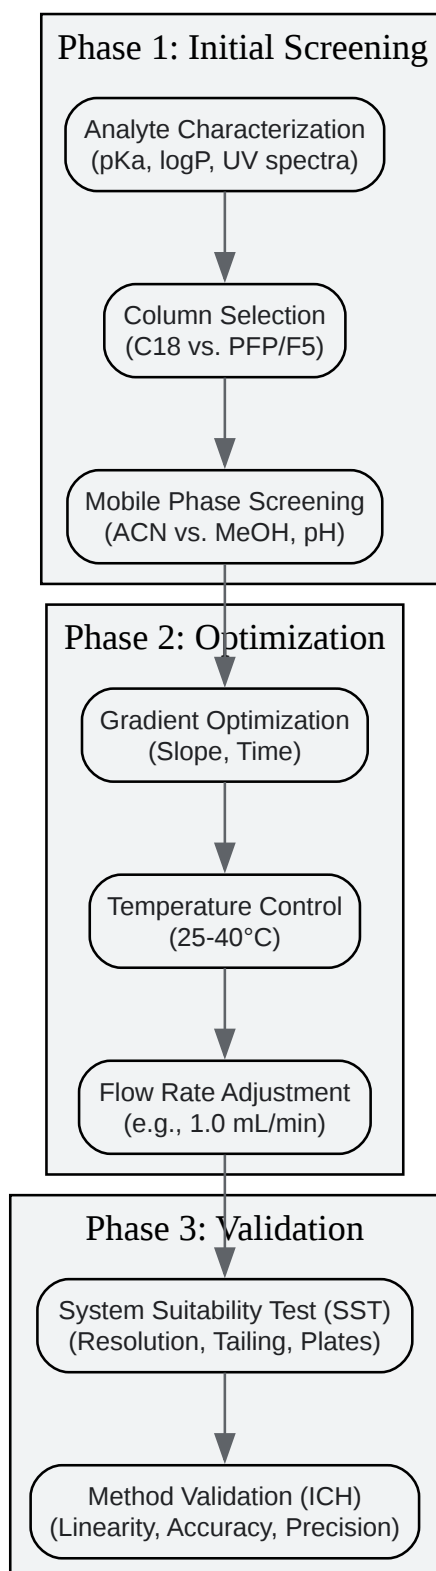 Phase 1: Initial Screening
Analyte Characterization
(pKa, logP, UV spectra)
Column Selection
(C18 vs. PFP/F5)
Mobile Phase Screening
(ACN vs. MeOH, pH)
Phase 2: Optimization
Gradient Optimization
(Slope, Time)
Temperature Control
(25-40°C)
Flow Rate Adjustment
(e.g., 1.0 mL/min)
Phase 3: Validation
System Suitability Test (SST)
(Resolution, Tailing, Plates)
Method Validation (ICH)
(Linearity, Accuracy, Precision)